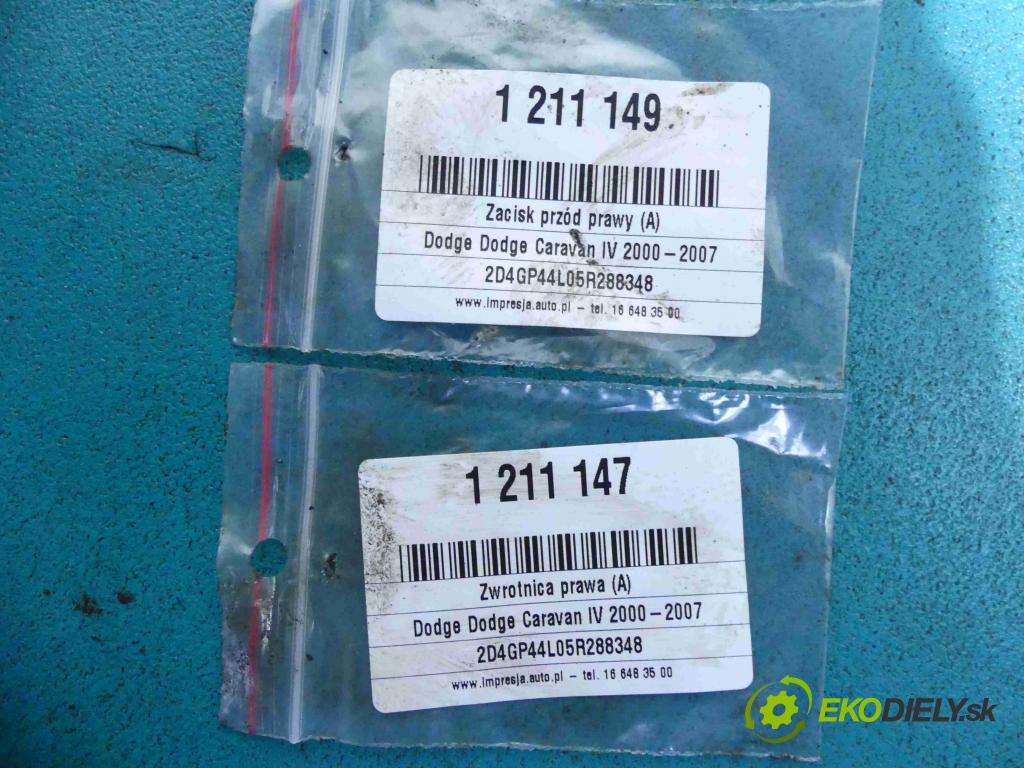 1 211 149
Zacisk przód prawy (A)
Dodge Dodge Caravan IV 2000-2007
2D4GP44L05R288348
www.impresja.auto.pl - tel. 16 648 35 00
1 211 147
Zwrotnica prawa (A)
Dodge Dodge Caravan IV 2000-2007
2D4GP44L05R288348
www.impresja.auto.pl - tel. 16 648 35 00
EKODIELY.sk